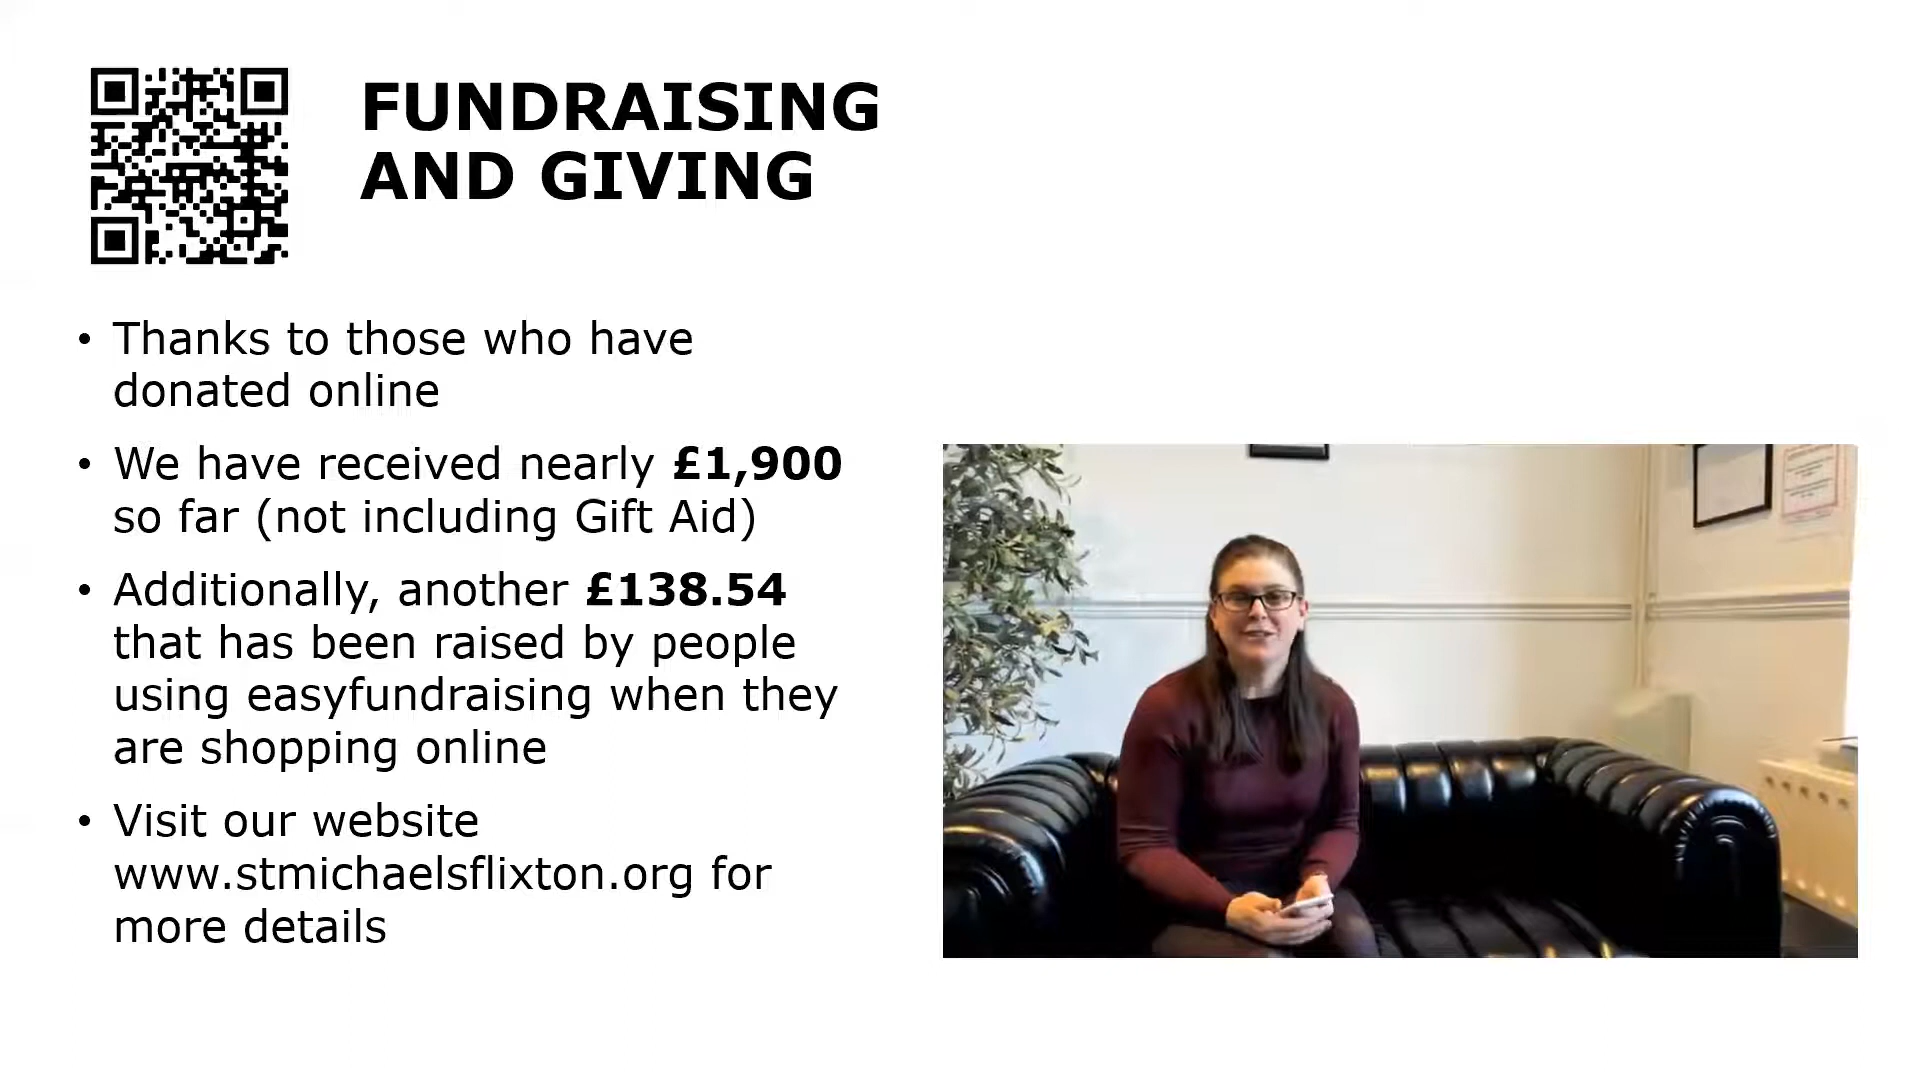 FUNDRAISING
AND GIVING
• Thanks to those who have
donated online
• We have received nearly £1,900
so far (not including Gift Aid)
• Additionally, another £138.54
that has been raised by people
using easyfundraising when they
are shopping online
• Visit our website
www.stmichaelsflixton.org for
more details